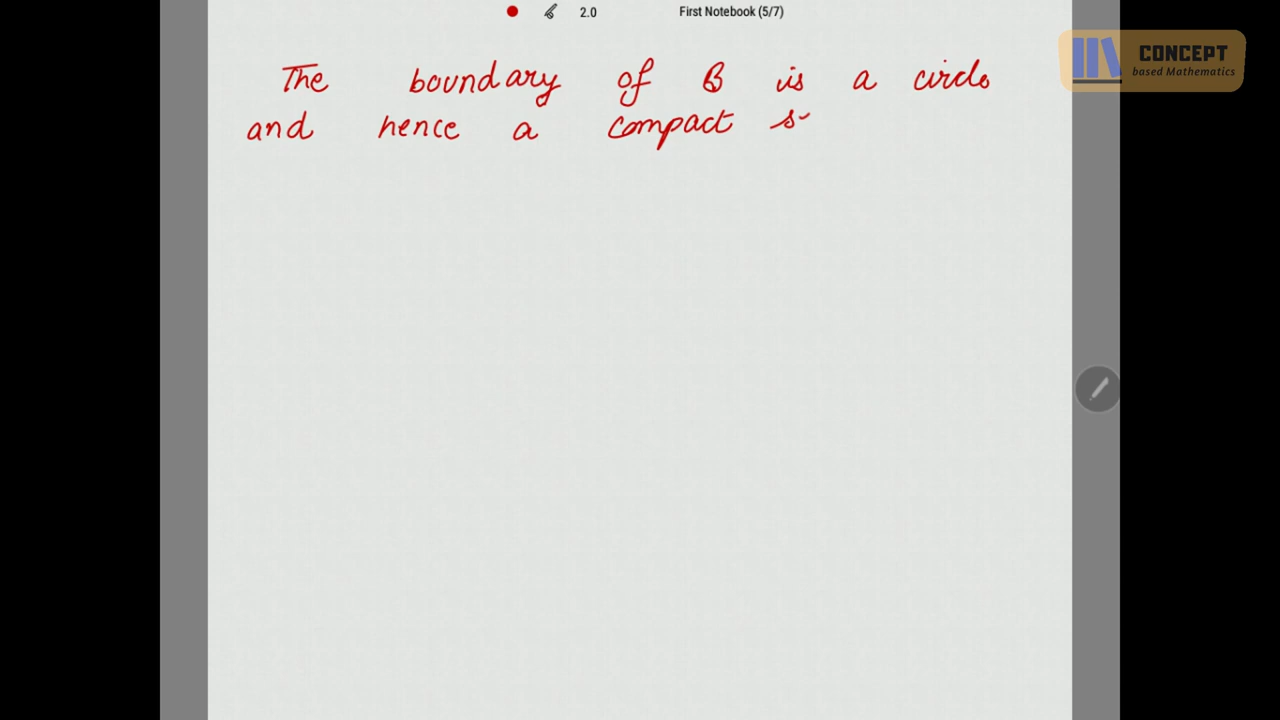 2.0 First Notebook (5/7)
CONCEPT
based Mathematics
The boundary of B is a circle
and hence a compact s